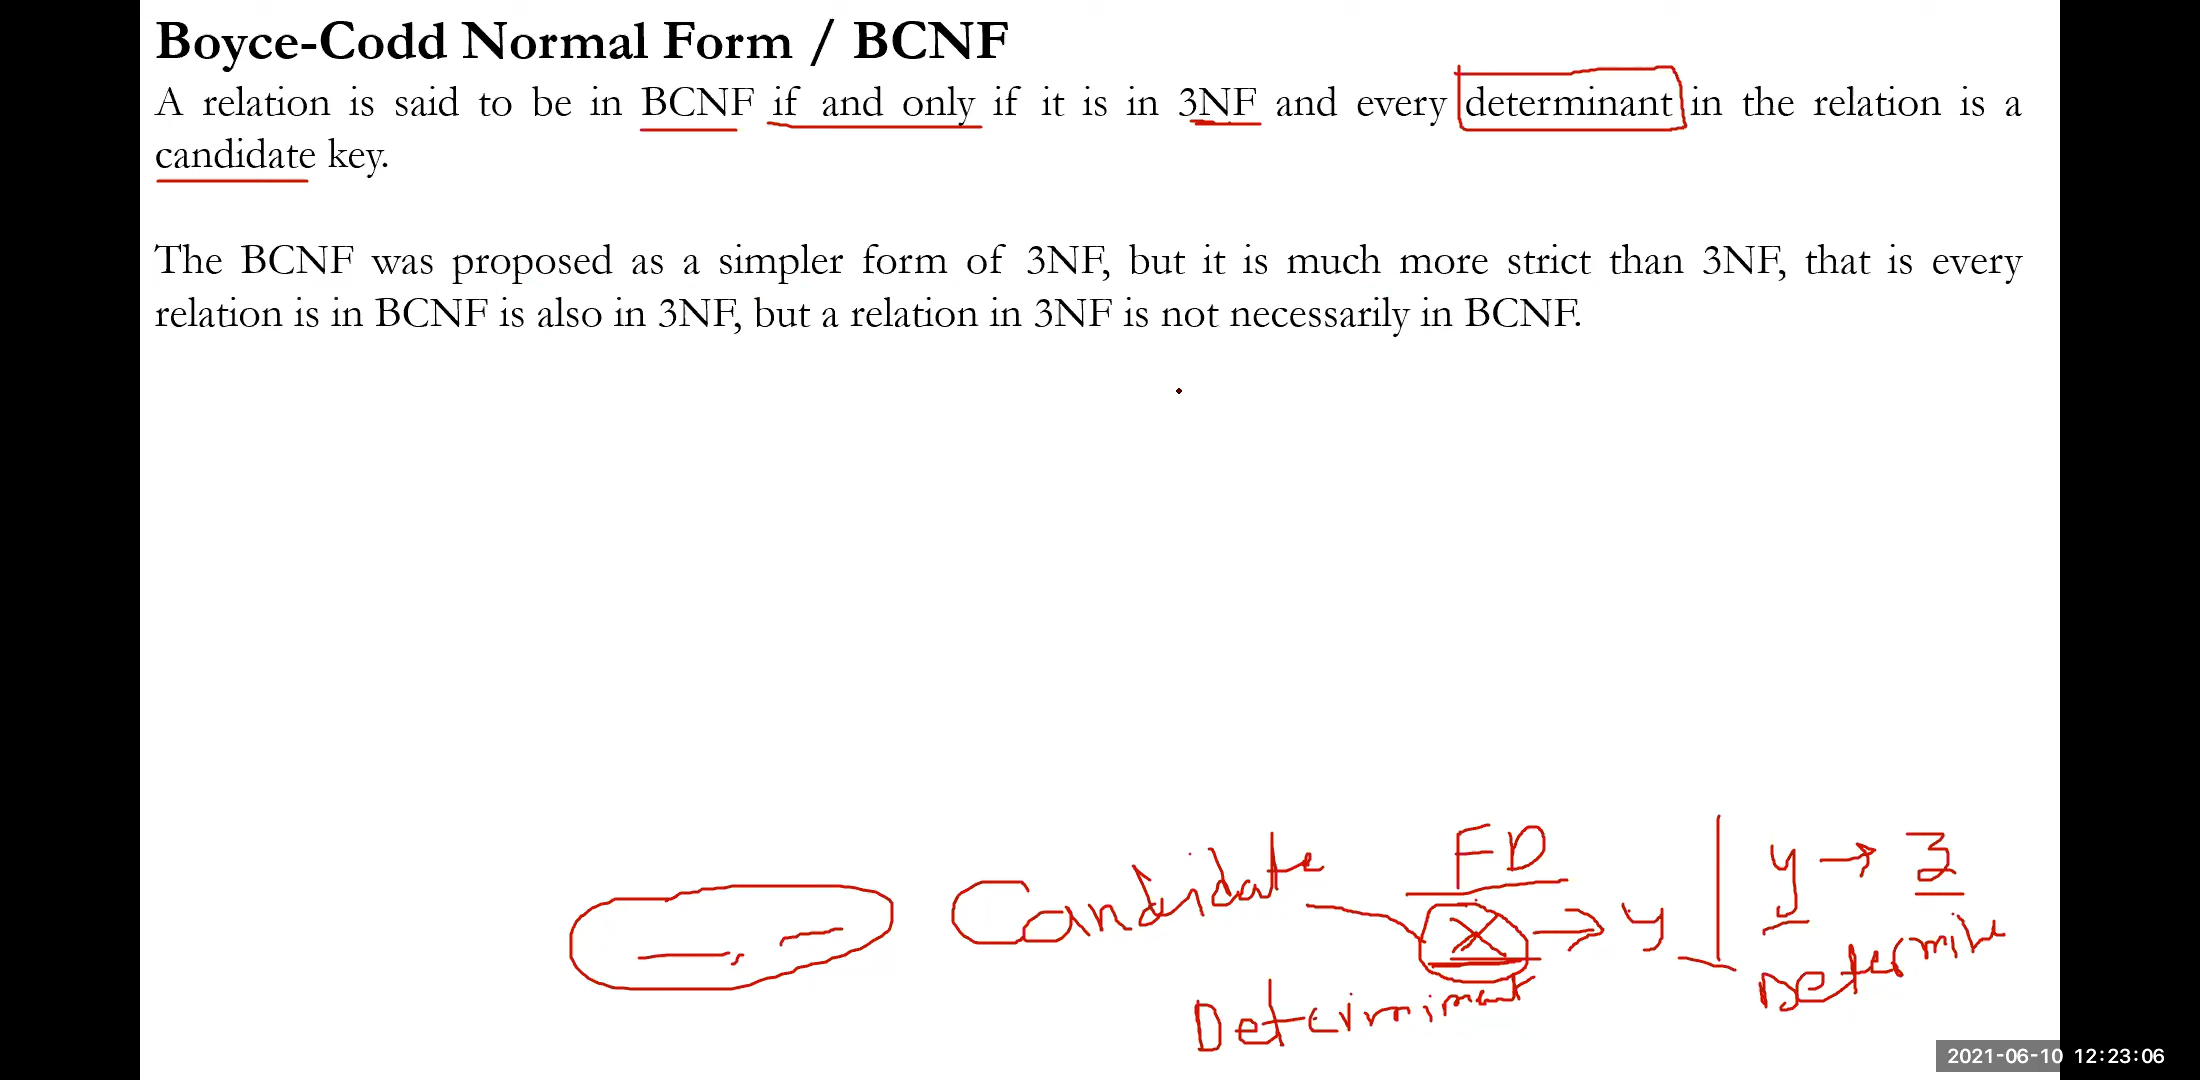 Boyce-Codd Normal Form / BCNF
A relation is said to be in BCNF if and only if it is in 3NF and every determinant in the relation is a
candidate key.
The BCNF was proposed as a simpler form of 3NF, but it is much more strict than 3NF, that is every
relation is in BCNF is also in 3NF, but a relation in 3NF is not necessarily in BCNF.
FD
Candidate X → y | y → z
Determinant
2021-06-10 12:23:06